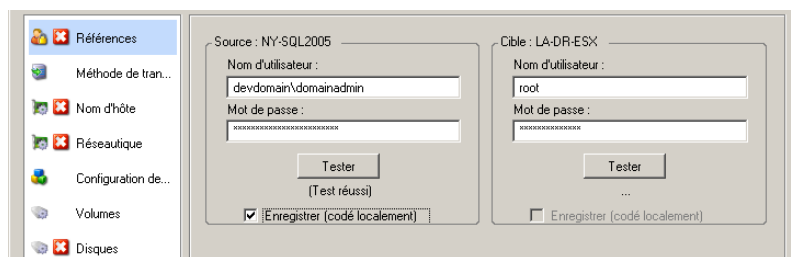 Références
Méthode de tran...
Nom d'hôte
Réseautique
Configuration de...
Volumes
Disques
Source : NY-SQL2005
Nom d'utilisateur :
devdomain\domainadmin
Mot de passe :
Tester
(Test réussi)
Enregistrer (codé localement)
Cible : LA-DR-ESX
Nom d'utilisateur :
root
Mot de passe :
Tester
...
Enregistrer (codé localement)